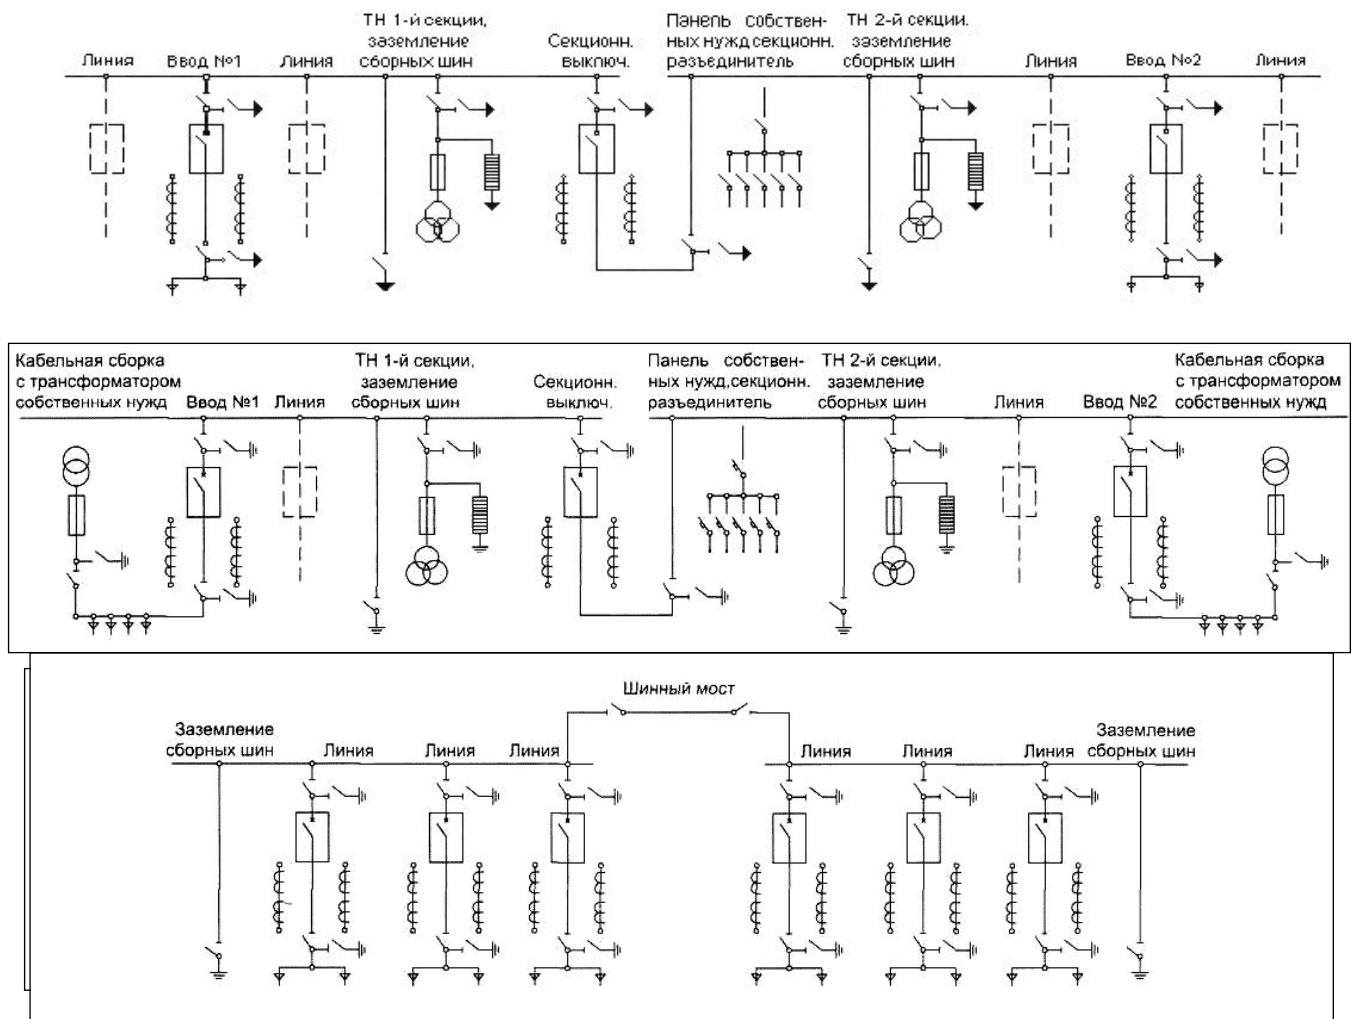 Линия
Ввод №1
Линия
ТН 1-й секции,
заземление
сборных шин
Секционн.
выключ.
Панель собствен-
ных нужд секционн.
разъединитель
ТН 2-й секции.
заземление
сборных шин
Линия
Ввод №2
Линия
Кабельная сборка
с трансформатором
собственных нужд
Ввод №1
Линия
ТН 1-й секции,
заземление
сборных шин
Секционн.
выключ.
Панель собствен-
ных нужд,секционн.
разъединитель
ТН 2-й секции,
заземление
сборных шин
Линия
Ввод №2
Кабельная сборка
с трансформатором
собственных нужд
Шинный мост
Заземление
сборных шин
Линия
Линия
Линия
Линия
Линия
Линия
Заземление
сборных шин